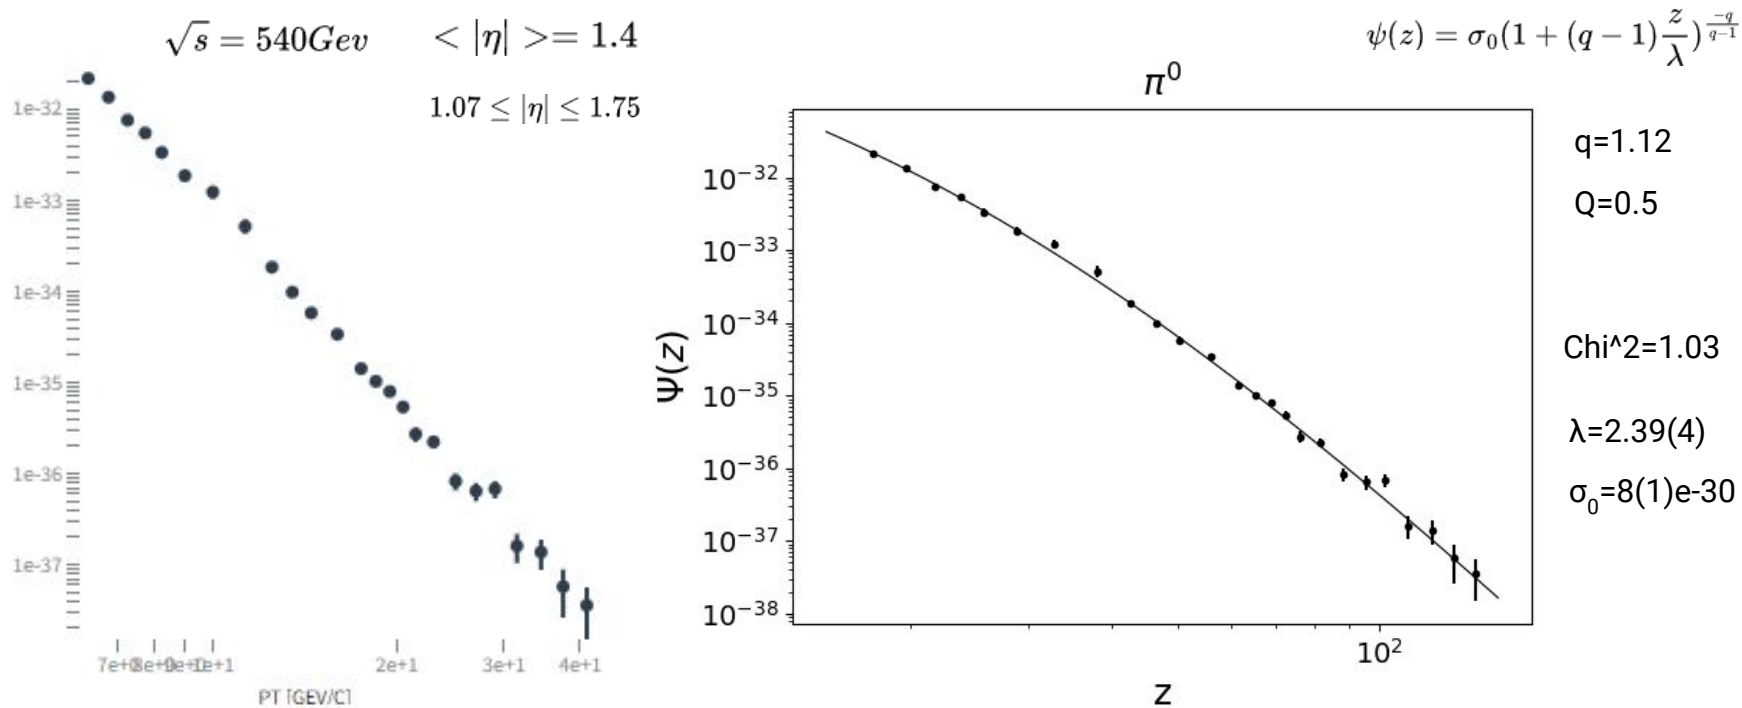 √s = 540Gev
< |η| >= 1.4
1.07 ≤ |η| ≤ 1.75
1e-32
1e-33
1e-34
1e-35
1e-36
1e-37
2e+1
3e+1
4e+1
PT [GEV/C]
ψ(z) = σ₀(1 + (q − 1)z/λ)^(−q/(q−1))
π⁰
10⁻³²
10⁻³³
10⁻³⁴
10⁻³⁵
10⁻³⁶
10⁻³⁷
10⁻³⁸
Ψ(z)
10²
z
q=1.12
Q=0.5
Chi^2=1.03
λ=2.39(4)
σ₀=8(1)e-30